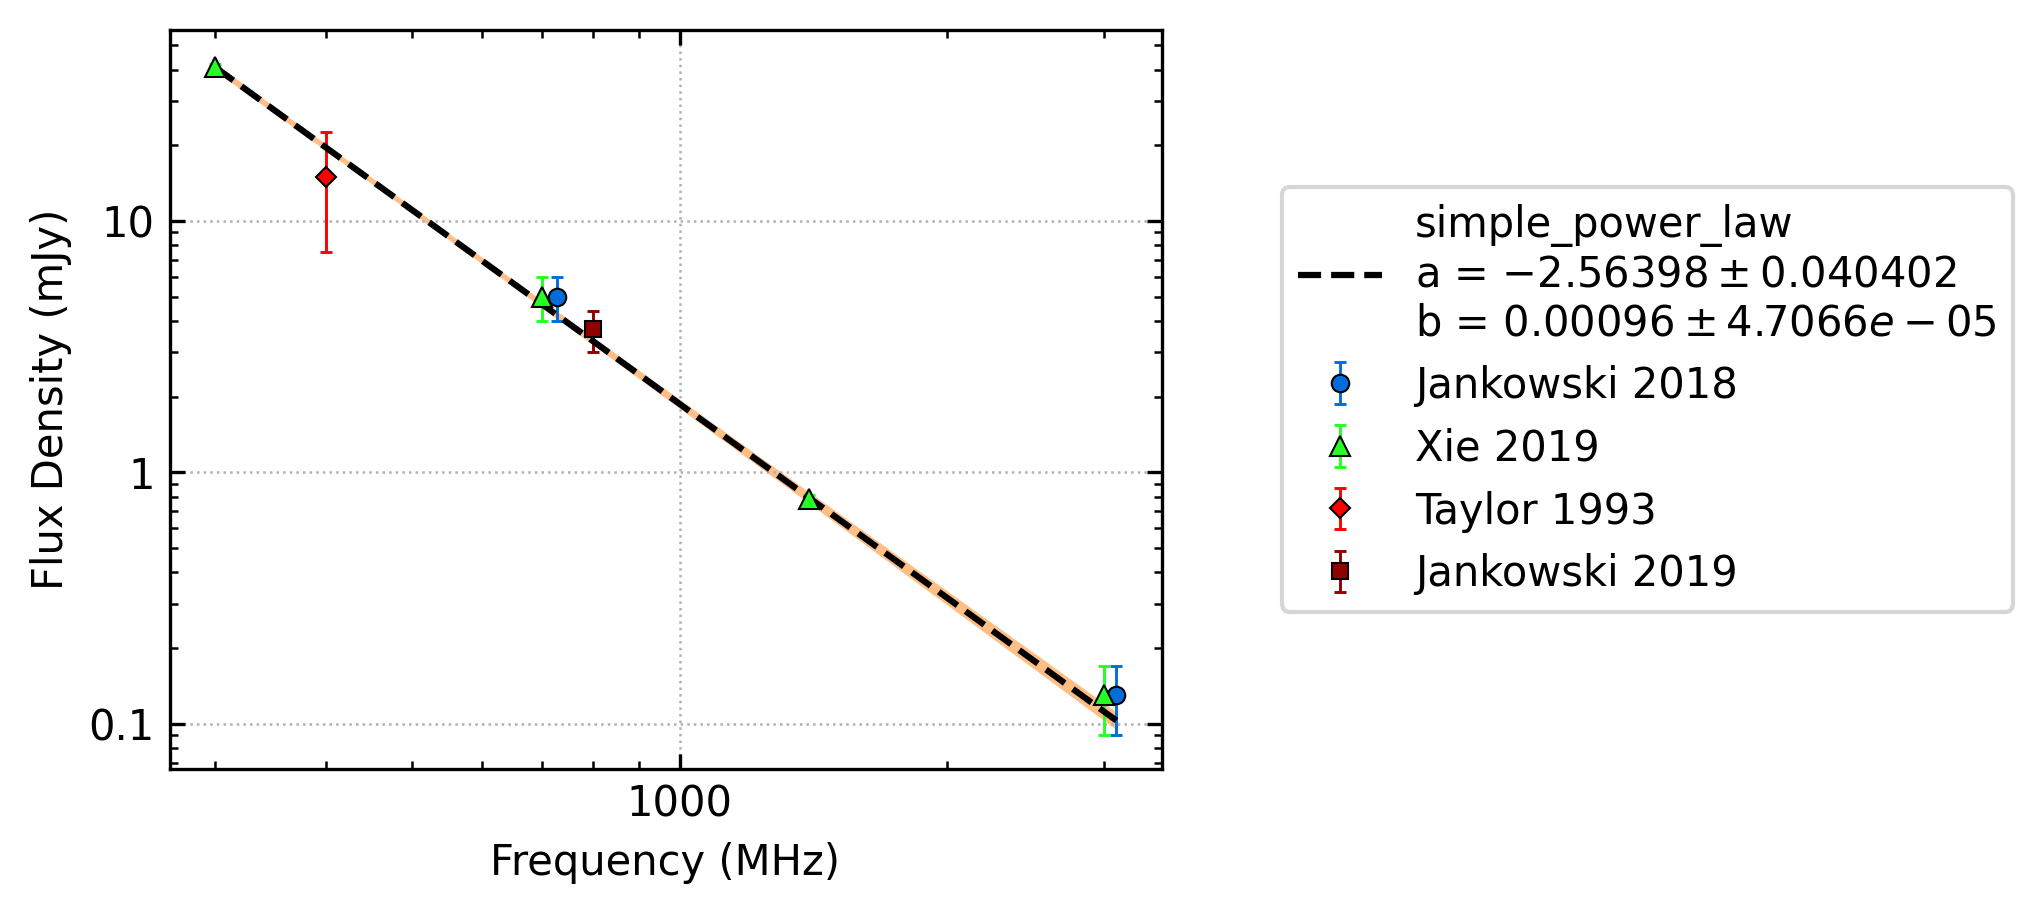 10
1
0.1
Flux Density (mJy)
1000
Frequency (MHz)
simple_power_law
a = −2.56398 ± 0.040402
b = 0.00096 ± 4.7066e − 05
Jankowski 2018
Xie 2019
Taylor 1993
Jankowski 2019